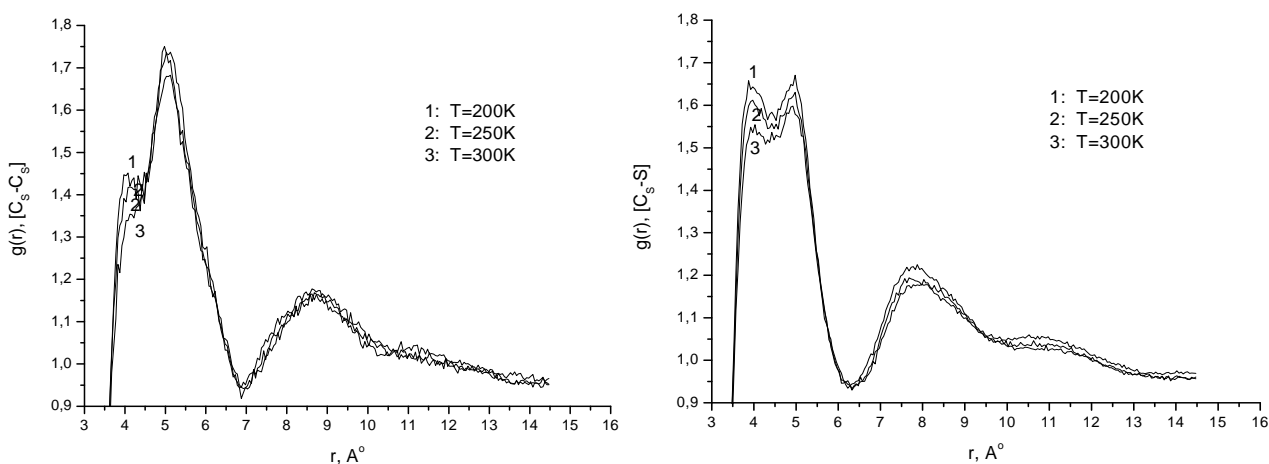 1,8
1,7
1,6
1,5
1,4
1,3
1,2
1,1
1,0
0,9
3 4 5 6 7 8 9 10 11 12 13 14 15 16
g(r), [C_S-C_S]
r, A°
1: T=200K
2: T=250K
3: T=300K
1
2
2
3
1,8
1,7
1,6
1,5
1,4
1,3
1,2
1,1
1,0
0,9
3 4 5 6 7 8 9 10 11 12 13 14 15 16
g(r), [C_S-S]
r, A°
1: T=200K
2: T=250K
3: T=300K
1
2
3